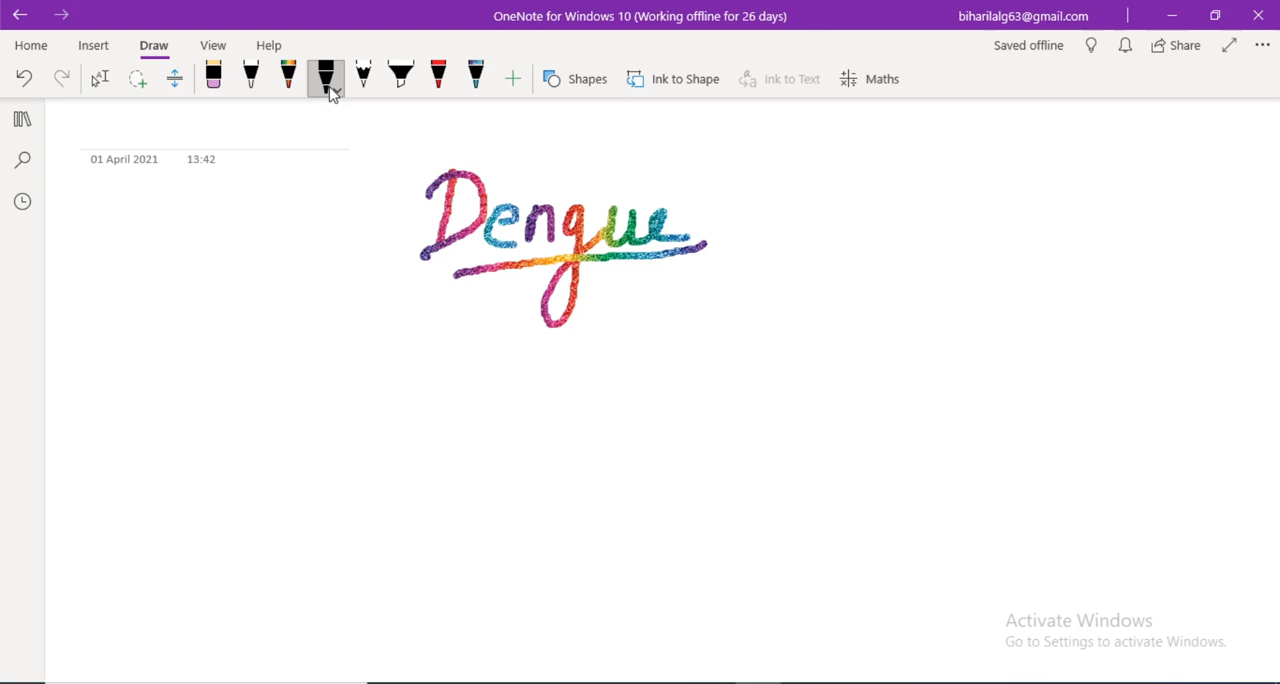 OneNote for Windows 10 (Working offline for 26 days)
biharilalg63@gmail.com
Home Insert Draw View Help
Saved offline
Share
Shapes
Ink to Shape
Ink to Text
Maths
01 April 2021 13:42
Dengue
Activate Windows
Go to Settings to activate Windows.